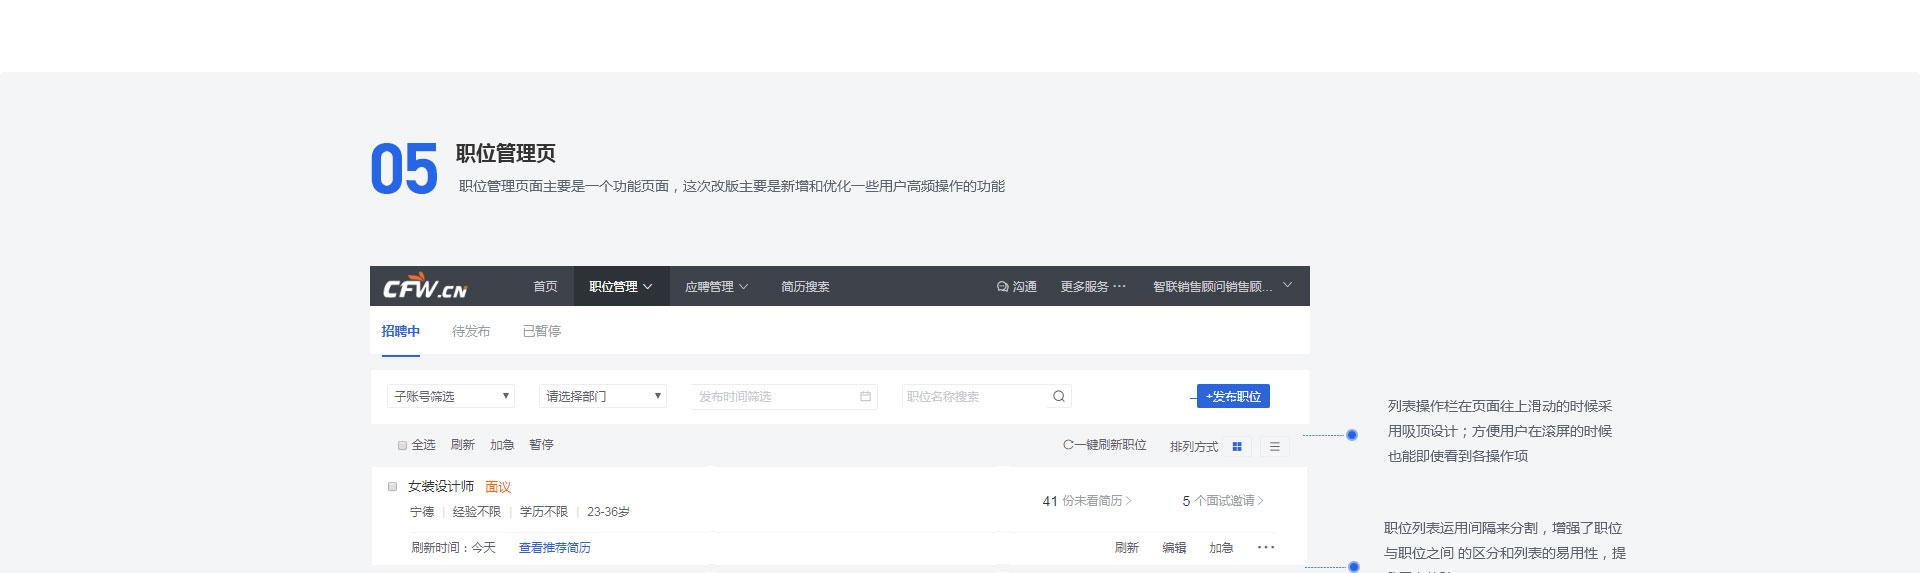 05 职位管理页
职位管理页面主要是一个功能页面，这次改版主要是新增和优化一些用户高频操作的功能
CFW.CN 首页 职位管理 应聘管理 简历搜索 沟通 更多服务 ··· 智联销售顾问销售顾...
招聘中 待发布 已暂停
子账号筛选 请选择部门 发布时间筛选 职位名称搜索 +发布职位
全选 刷新 加急 暂停 一键刷新职位 排列方式
女装设计师 面议
41 份未看简历 5 个面试邀请
宁德 | 经验不限 | 学历不限 | 23-36岁
刷新时间：今天 查看推荐简历 刷新 编辑 加急 ···
列表操作栏在页面往上滑动的时候采
用吸顶设计；方便用户在滚屏的时候
也能即使看到各操作项
职位列表运用间隔来分割，增强了职位
与职位之间 的区分和列表的易用性，提